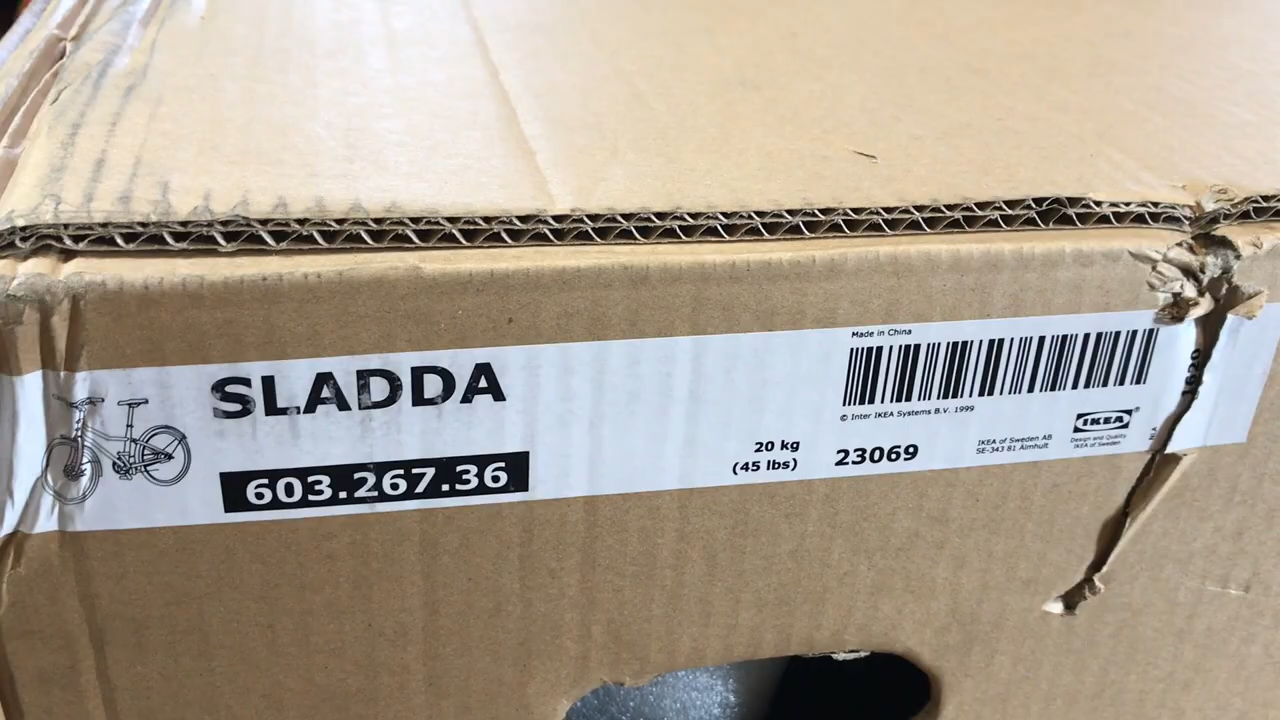 SLADDA
603.267.36
20 kg
(45 lbs)
Made in China
© Inter IKEA Systems B.V. 1999
23069
IKEA of Sweden AB
SE-343 81 Älmhult
IKEA®
Design and Quality
IKEA of Sweden